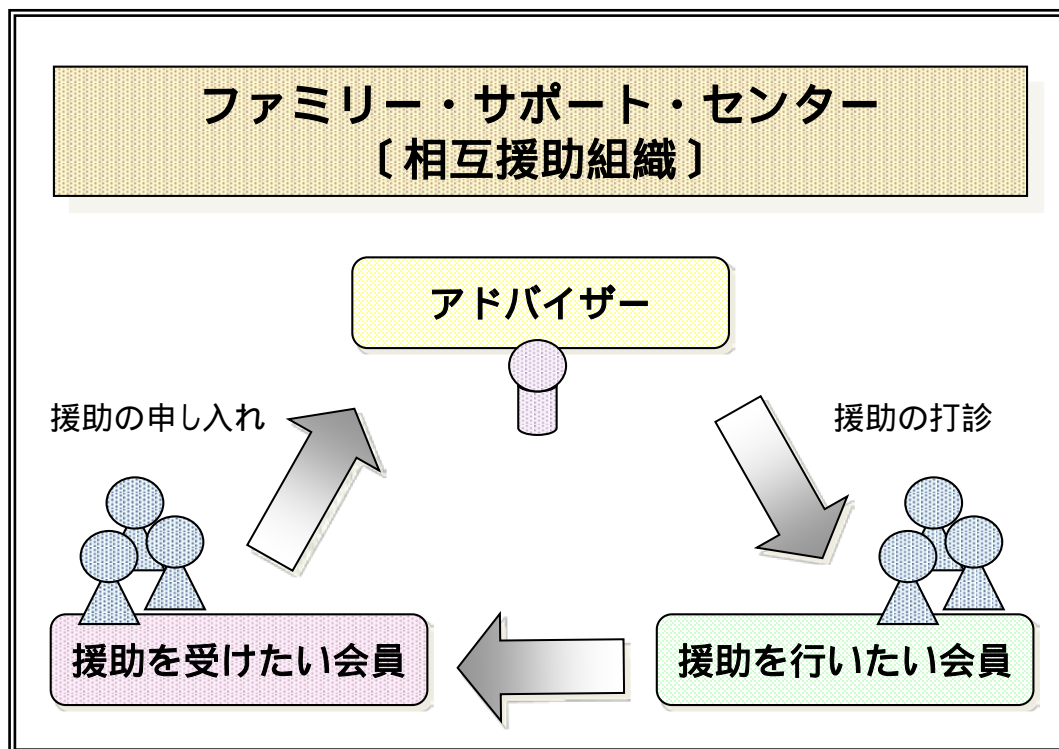 ファミリー・サポート・センター
〔相互援助組織〕
アドバイザー
援助の申し入れ
援助の打診
援助を受けたい会員
援助を行いたい会員